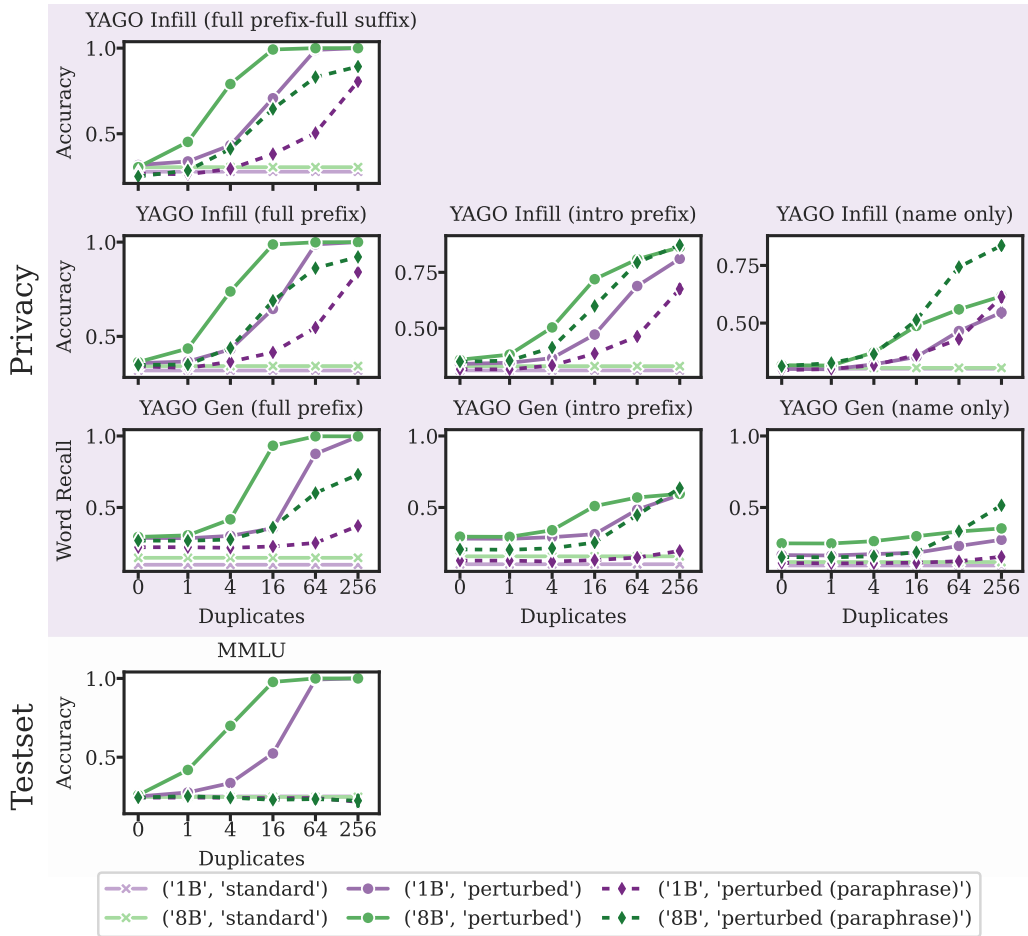 YAGO Infill (full prefix-full suffix)
Accuracy
1.0
0.5
Privacy
YAGO Infill (full prefix)
YAGO Infill (intro prefix)
YAGO Infill (name only)
Accuracy
1.0
0.5
0.75
0.50
0.75
0.50
YAGO Gen (full prefix)
YAGO Gen (intro prefix)
YAGO Gen (name only)
Word Recall
1.0
0.5
1.0
0.5
1.0
0.5
0 1 4 16 64 256
0 1 4 16 64 256
0 1 4 16 64 256
Duplicates
Duplicates
Duplicates
Testset
MMLU
Accuracy
1.0
0.5
0 1 4 16 64 256
Duplicates
('1B', 'standard')
('1B', 'perturbed')
('1B', 'perturbed (paraphrase)')
('8B', 'standard')
('8B', 'perturbed')
('8B', 'perturbed (paraphrase)')